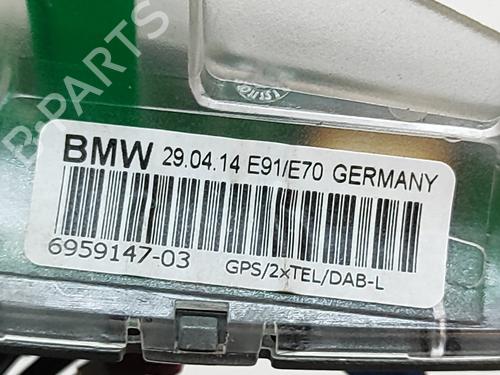 BMW 29.04.14 E91/E70 GERMANY
6959147-03 GPS/2xTEL/DAB-L
B-PARTS